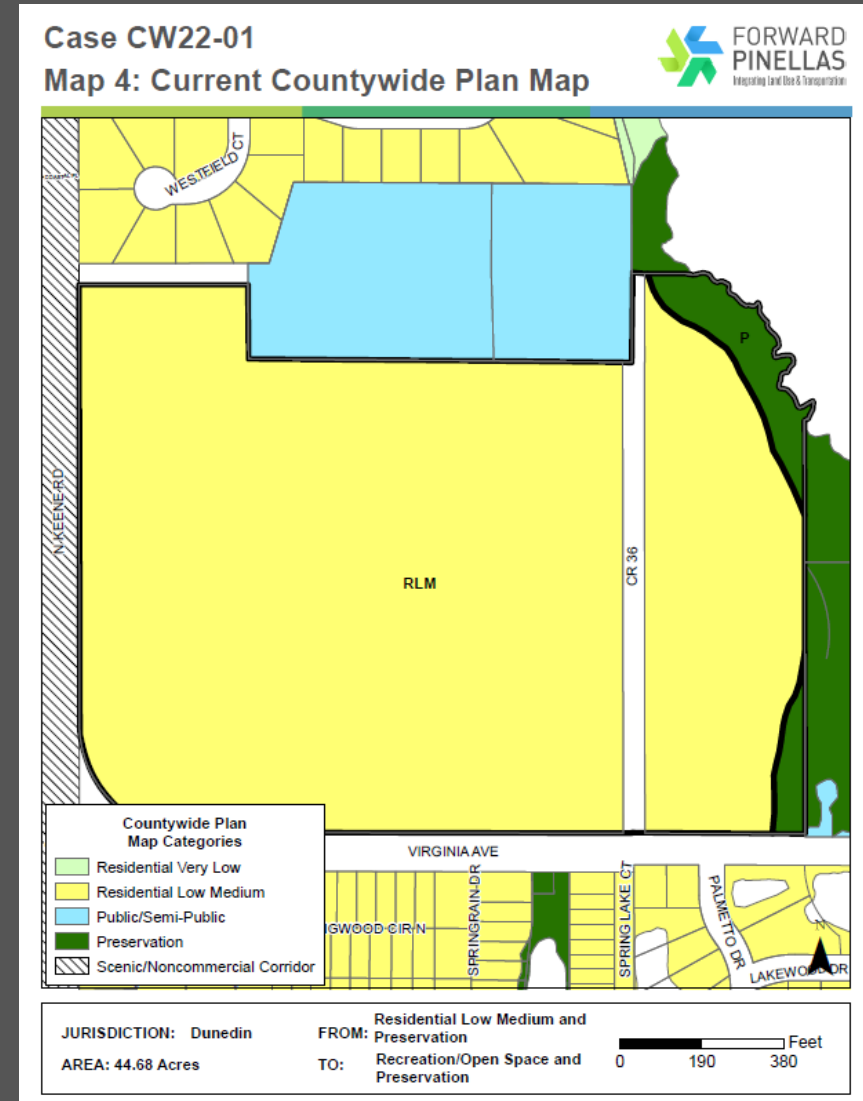 Case CW22-01
Map 4: Current Countywide Plan Map
FORWARD
PINELLAS
Integrating Land Use & Transportation
WESTFIELD CT
P
N KEENE RD
CR 36
RLM
Countywide Plan
Map Categories
Residential Very Low
Residential Low Medium
Public/Semi-Public
Preservation
Scenic/Noncommercial Corridor
VIRGINIA AVE
NGWOOD CIR N
SPRINGRAIN DR
SPRING LAKE CT
PALMETTO DR
N
LAKEWOOD DR
JURISDICTION: Dunedin
AREA: 44.68 Acres
FROM: Residential Low Medium and
Preservation
TO: Recreation/Open Space and
Preservation
Feet
0 190 380